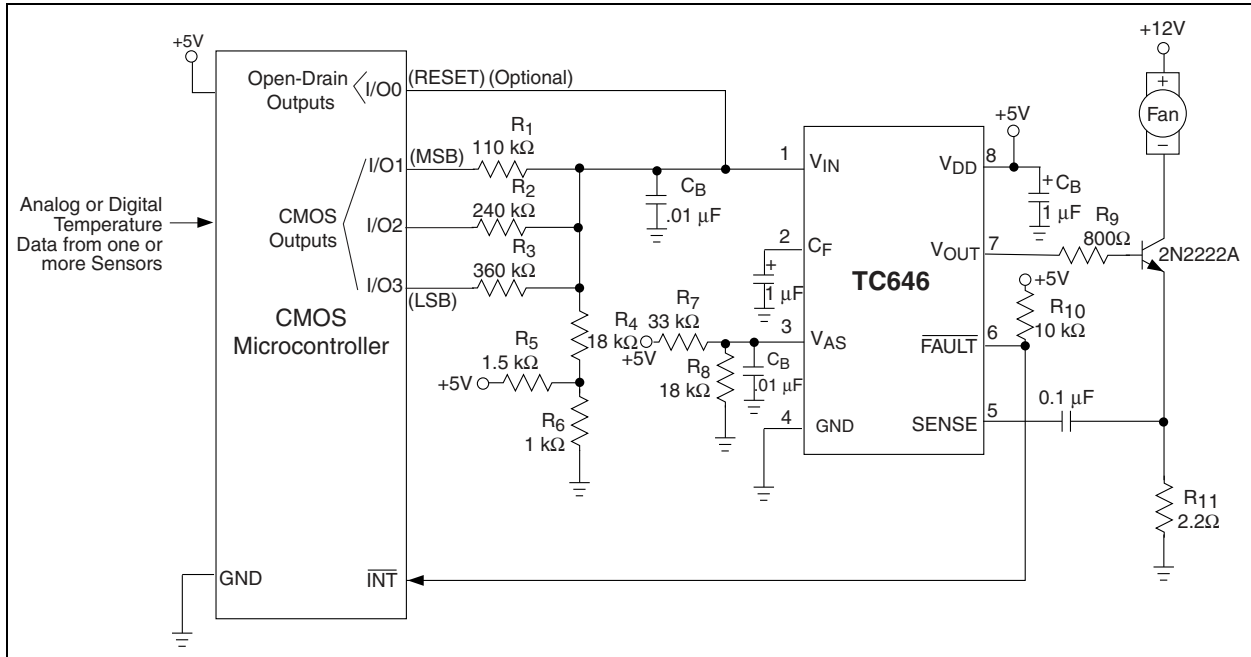 +5V
Open-Drain
Outputs
I/O0
(RESET) (Optional)
I/O1
(MSB)
R1
110 kΩ
I/O2
R2
240 kΩ
CMOS
Outputs
I/O3
(LSB)
R3
360 kΩ
Analog or Digital
Temperature
Data from one or
more Sensors
CMOS
Microcontroller
GND
INT
CB
.01 µF
R4
18 kΩ
R5
1.5 kΩ
+5V
R6
1 kΩ
+
1 µF
R7
33 kΩ
+5V
R8
18 kΩ
CB
.01 µF
1
VIN
2
CF
3
VAS
4
GND
TC646
VDD
8
VOUT
7
FAULT
6
SENSE
5
+5V
+
CB
1 µF
R9
800Ω
+5V
R10
10 kΩ
0.1 µF
+12V
+
Fan
–
2N2222A
R11
2.2Ω